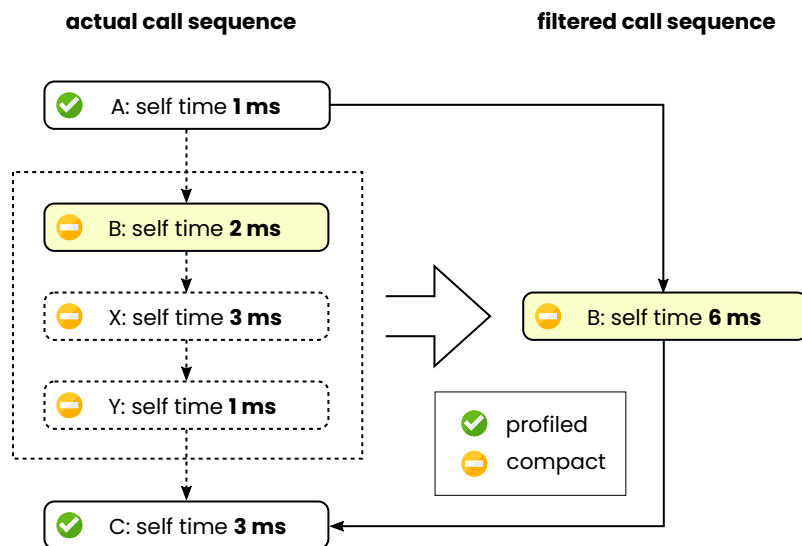 actual call sequence
filtered call sequence
A: self time 1 ms
B: self time 2 ms
X: self time 3 ms
B: self time 6 ms
Y: self time 1 ms
profiled
compact
C: self time 3 ms